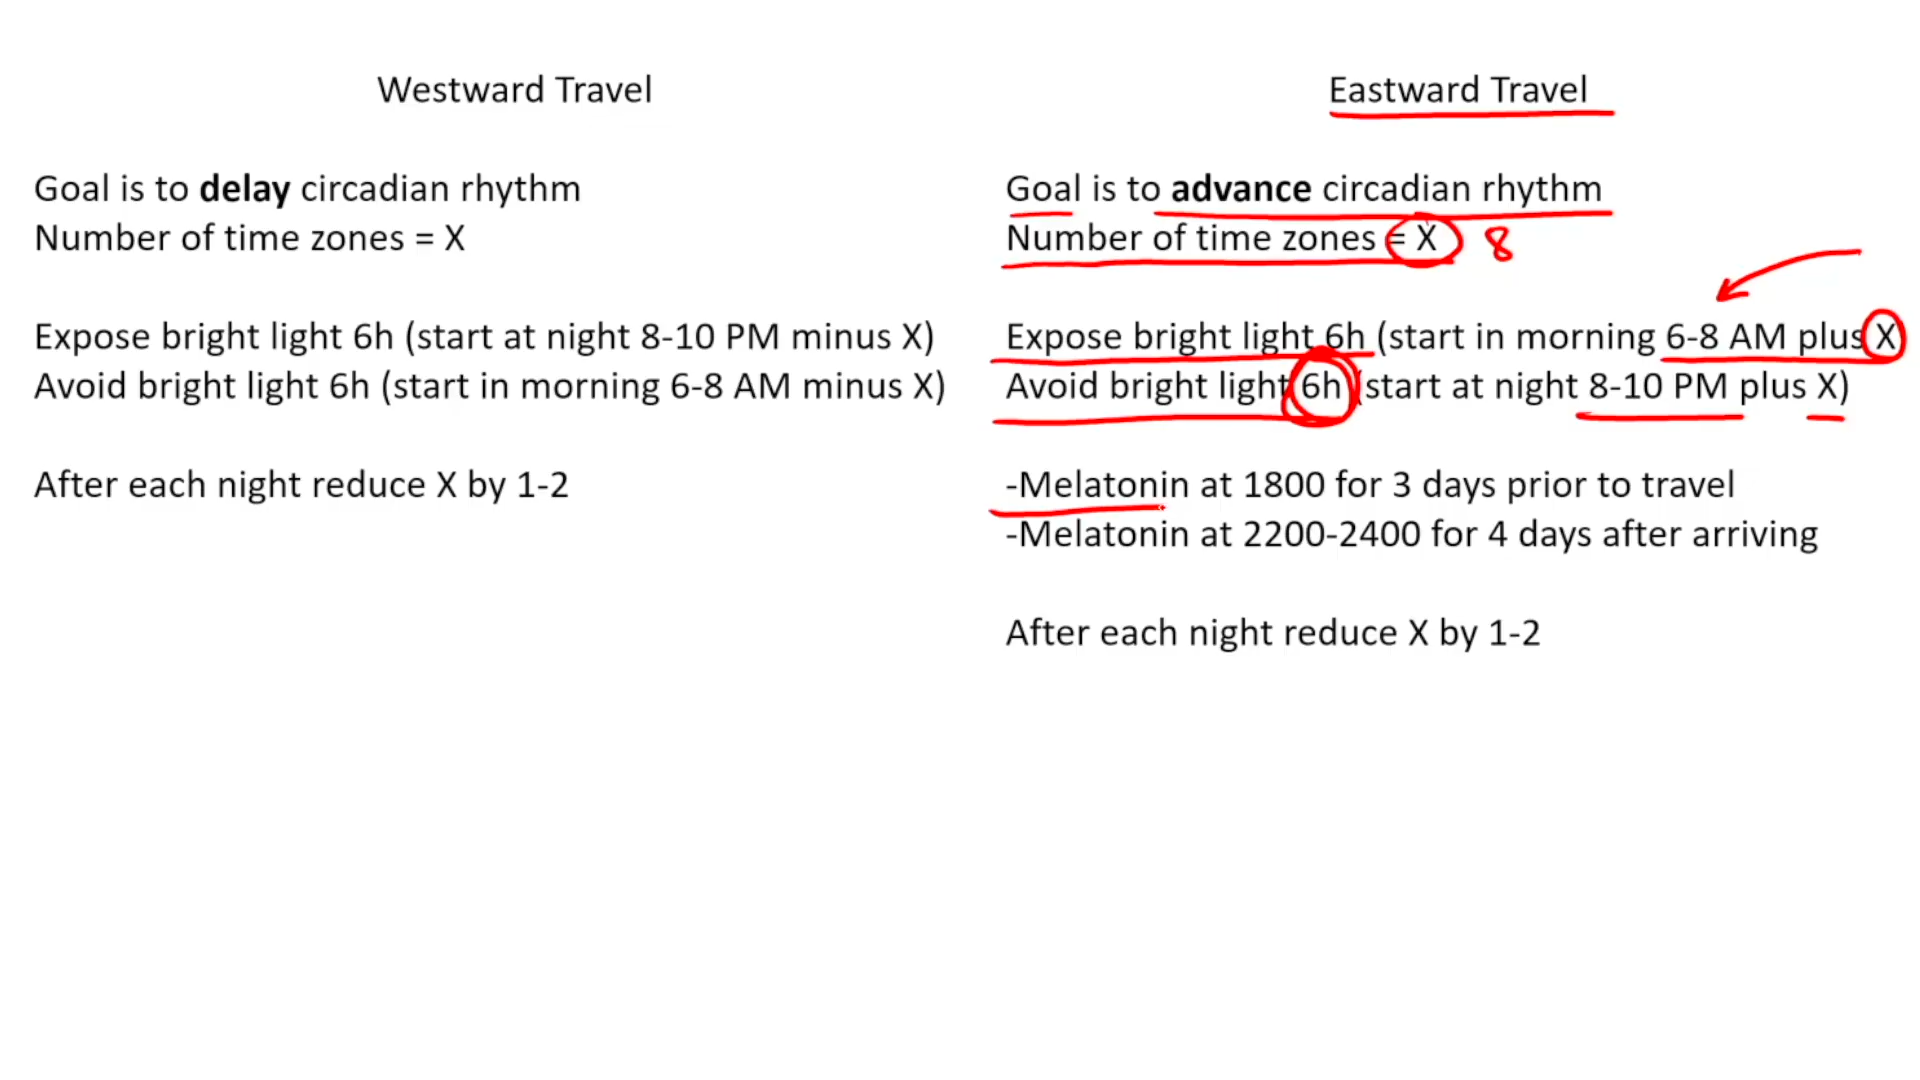 Westward Travel
Goal is to delay circadian rhythm
Number of time zones = X
Expose bright light 6h (start at night 8-10 PM minus X)
Avoid bright light 6h (start in morning 6-8 AM minus X)
After each night reduce X by 1-2
Eastward Travel
Goal is to advance circadian rhythm
Number of time zones = X 8
Expose bright light 6h (start in morning 6-8 AM plus X)
Avoid bright light 6h (start at night 8-10 PM plus X)
-Melatonin at 1800 for 3 days prior to travel
-Melatonin at 2200-2400 for 4 days after arriving
After each night reduce X by 1-2